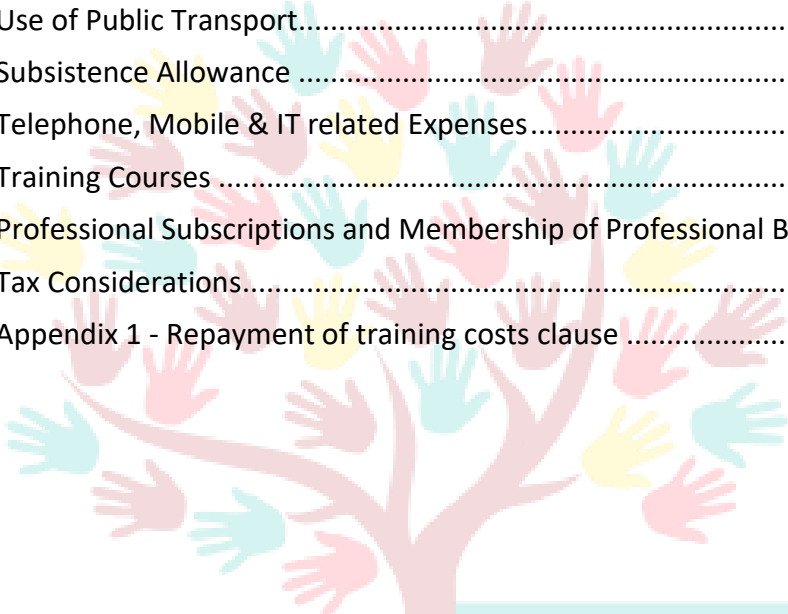 Use of Public Transport................................................................
Subsistence Allowance ................................................................
Telephone, Mobile & IT related Expenses................................
Training Courses ................................................................
Professional Subscriptions and Membership of Professional B
Tax Considerations................................................................
Appendix 1 - Repayment of training costs clause ....................